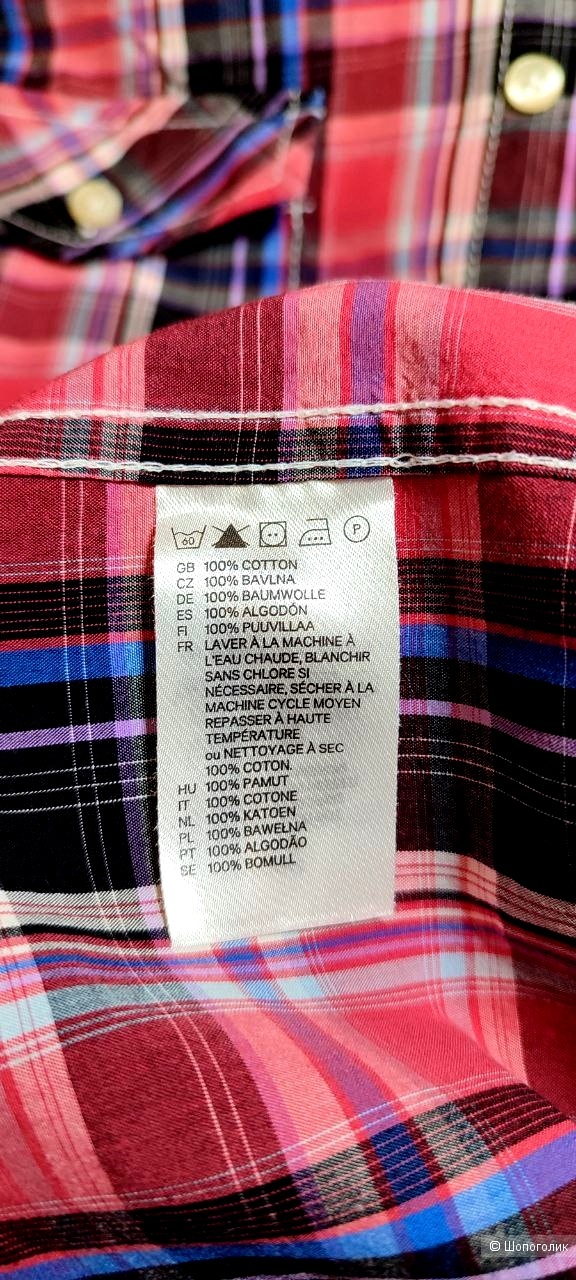 60 P
GB 100% COTTON
CZ 100% BAVLNA
DE 100% BAUMWOLLE
ES 100% ALGODÓN
FI 100% PUUVILLAA
FR LAVER À LA MACHINE À
L'EAU CHAUDE, BLANCHIR
SANS CHLORE SI
NÉCESSAIRE, SÉCHER À LA
MACHINE CYCLE MOYEN
REPASSER À HAUTE
TEMPÉRATURE
ou NETTOYAGE À SEC
100% COTON.
HU 100% PAMUT
IT 100% COTONE
NL 100% KATOEN
PL 100% BAWEŁNA
PT 100% ALGODÃO
SE 100% BOMULL
© Шопоголик